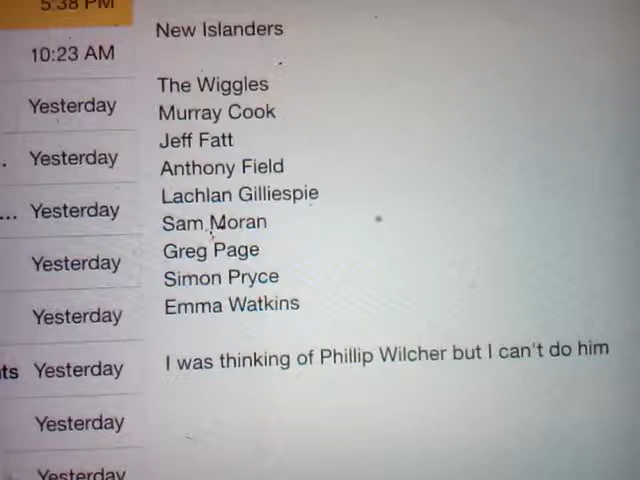 5:38 PM
10:23 AM
Yesterday
. Yesterday
... Yesterday
Yesterday
Yesterday
ts Yesterday
Yesterday
Yesterday
New Islanders
The Wiggles
Murray Cook
Jeff Fatt
Anthony Field
Lachlan Gilliespie
Sam Moran
Greg Page
Simon Pryce
Emma Watkins
I was thinking of Phillip Wilcher but I can't do him